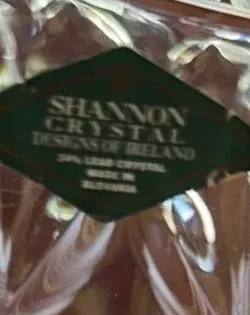 SHANNON
CRYSTAL
DESIGNS OF IRELAND
24% LEAD CRYSTAL
MADE IN
SLOVAKIA